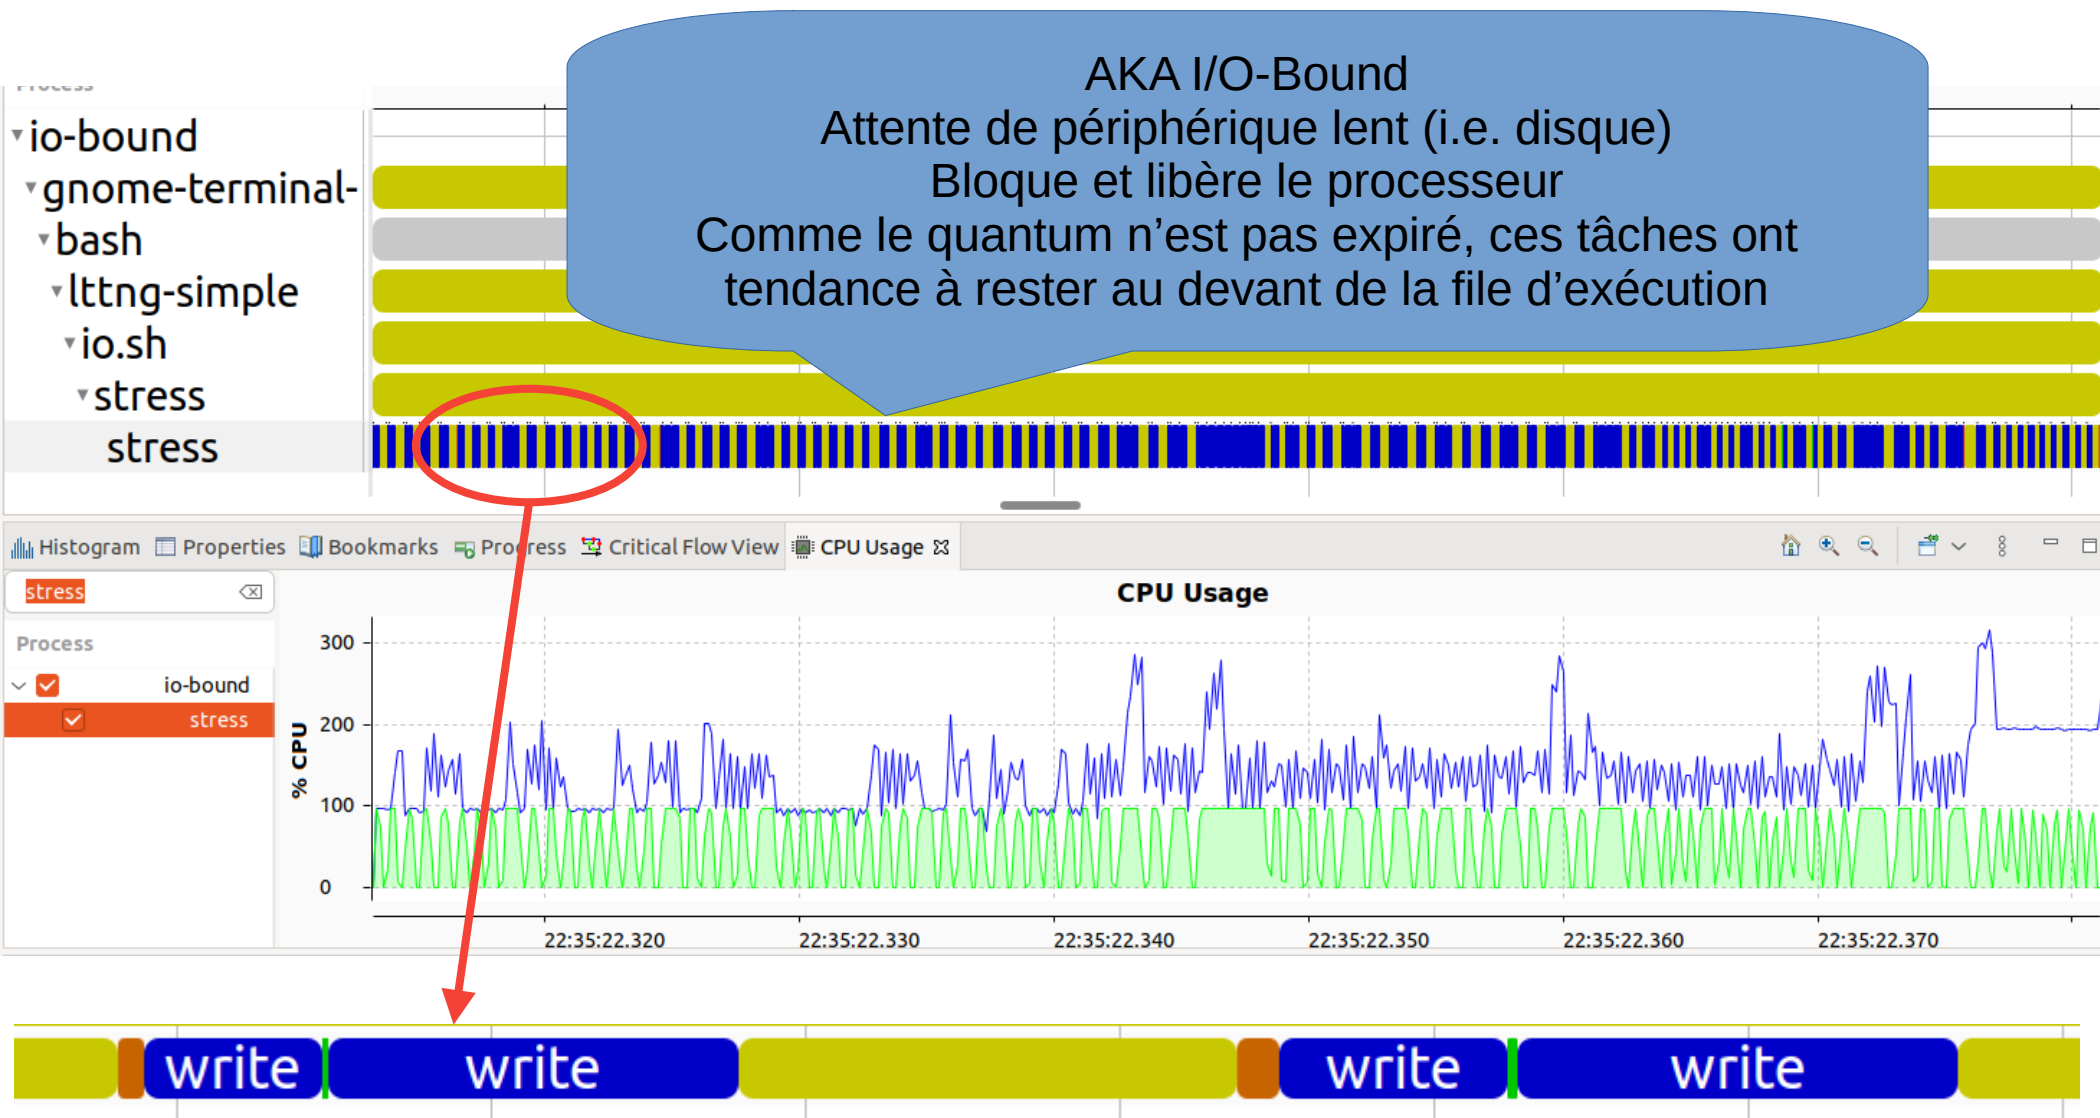 AKA I/O-Bound
Attente de périphérique lent (i.e. disque)
Bloque et libère le processeur
Comme le quantum n'est pas expiré, ces tâches ont
tendance à rester au devant de la file d'exécution
Process
io-bound
gnome-terminal-
bash
lttng-simple
io.sh
stress
stress
Histogram Properties Bookmarks Progress Critical Flow View CPU Usage
stress
Process
io-bound
stress
CPU Usage
% CPU
300
200
100
0
22:35:22.320 22:35:22.330 22:35:22.340 22:35:22.350 22:35:22.360 22:35:22.370
write write write write